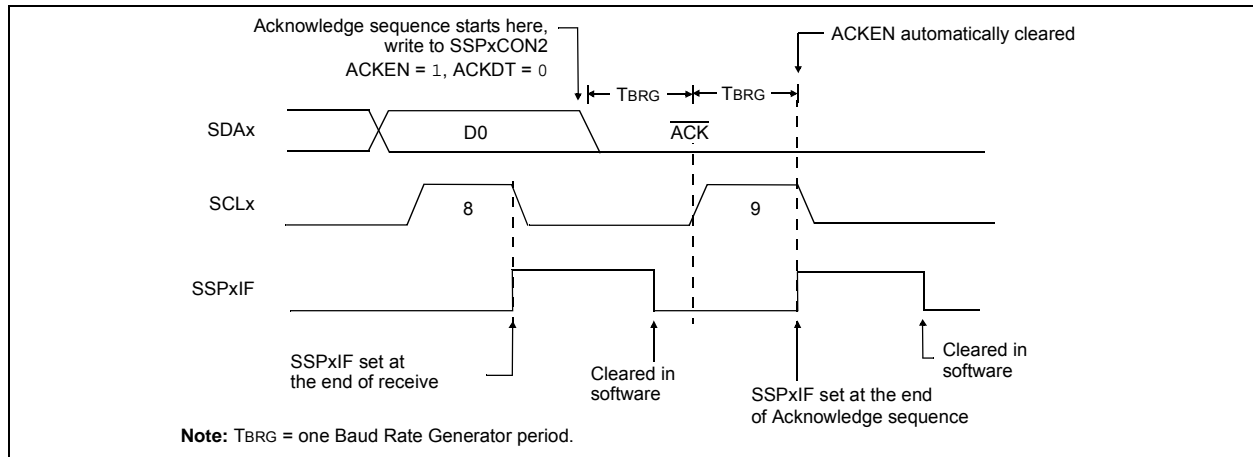 Acknowledge sequence starts here,
write to SSPxCON2
ACKEN = 1, ACKDT = 0
ACKEN automatically cleared
TBRG
TBRG
SDAx
D0
ACK
SCLx
8
9
SSPxIF
SSPxIF set at
the end of receive
Cleared in
software
SSPxIF set at the end
of Acknowledge sequence
Cleared in
software
Note: TBRG = one Baud Rate Generator period.